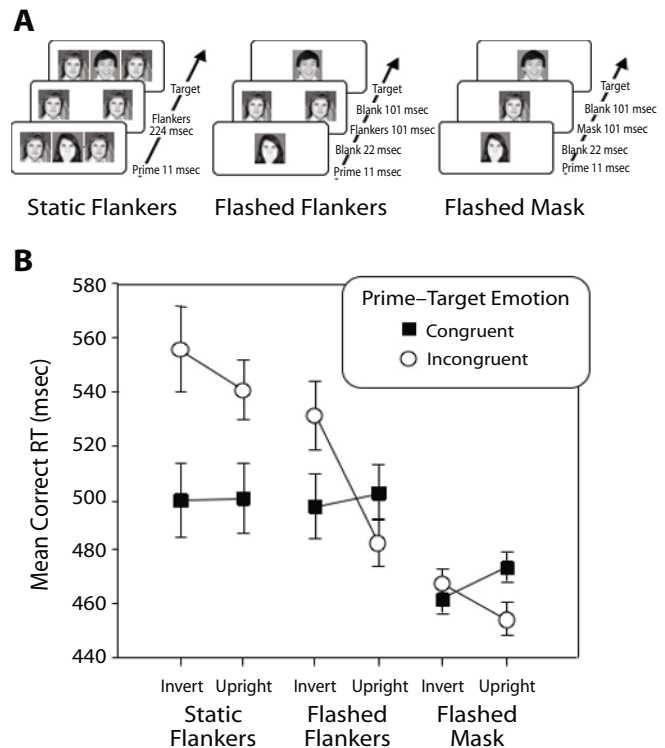 A
Target
Flankers
224 msec
Prime 11 msec
Static Flankers
Target
Blank 101 msec
Flankers 101 msec
Blank 22 msec
Prime 11 msec
Flashed Flankers
Target
Blank 101 msec
Mask 101 msec
Blank 22 msec
Prime 11 msec
Flashed Mask
B
Mean Correct RT (msec)
580
560
540
520
500
480
460
440
Prime–Target Emotion
Congruent
Incongruent
Invert Upright Invert Upright Invert Upright
Static Flashed Flashed
Flankers Flankers Mask